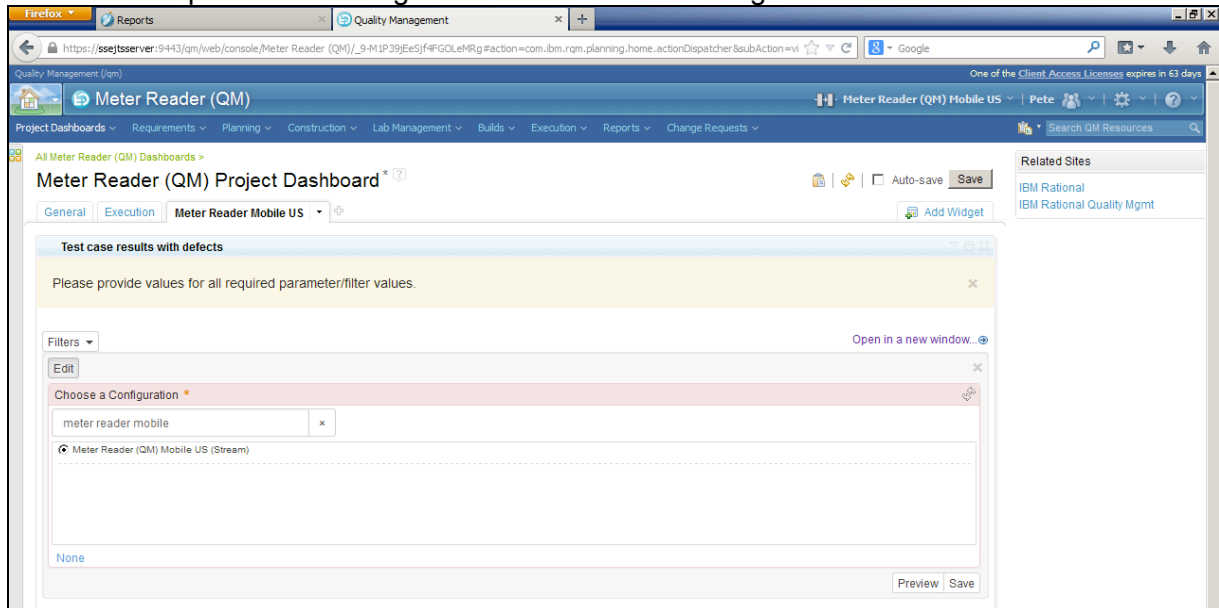 Firefox
Reports × Quality Management × +
https://ssejtsserver:9443/qm/web/console/Meter Reader (QM)/_9-M1P39jEeSjf4FGOLeMRg#action=com.ibm.rqm.planning.home.actionDispatcher&subAction=vi
Google
Quality Management (/qm)
One of the Client Access Licenses expires in 63 days
Meter Reader (QM)
Meter Reader (QM) Mobile US | Pete
Project Dashboards Requirements Planning Construction Lab Management Builds Execution Reports Change Requests
Search QM Resources
All Meter Reader (QM) Dashboards >
Meter Reader (QM) Project Dashboard *
Auto-save Save
General Execution Meter Reader Mobile US
Add Widget
Related Sites
IBM Rational
IBM Rational Quality Mgmt
Test case results with defects
Please provide values for all required parameter/filter values.
Filters
Open in a new window...
Edit
Choose a Configuration *
meter reader mobile ×
Meter Reader (QM) Mobile US (Stream)
None
Preview Save